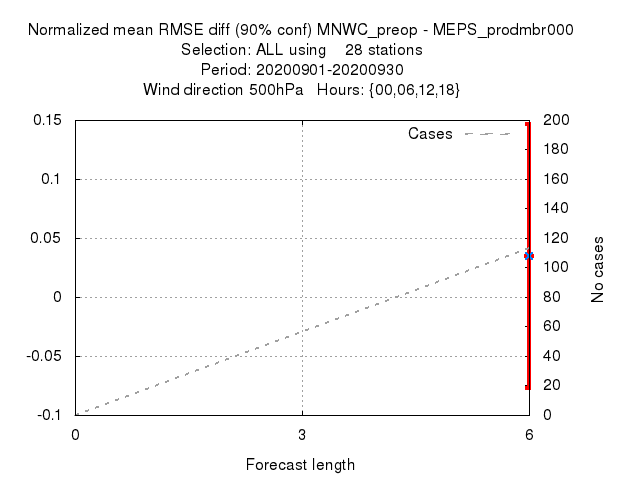 Normalized mean RMSE diff (90% conf) MNWC_preop - MEPS_prodmbr000
Selection: ALL using 28 stations
Period: 20200901-20200930
Wind direction 500hPa Hours: {00,06,12,18}
Cases
0.15
0.1
0.05
0
-0.05
-0.1
200
180
160
140
120
100
80
60
40
20
0
No cases
0 3 6
Forecast length